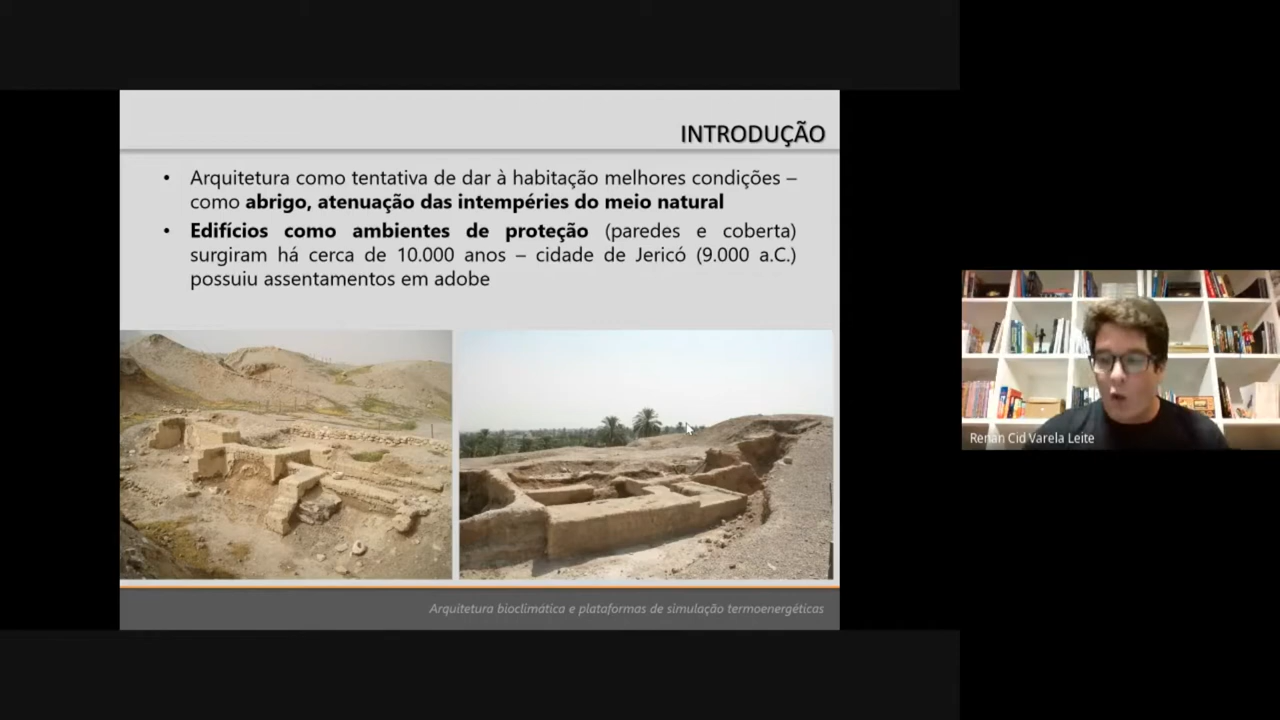 INTRODUÇÃO
• Arquitetura como tentativa de dar à habitação melhores condições –
como abrigo, atenuação das intempéries do meio natural
• Edifícios como ambientes de proteção (paredes e coberta)
surgiram há cerca de 10.000 anos – cidade de Jericó (9.000 a.C.)
possuiu assentamentos em adobe
Arquitetura bioclimática e plataformas de simulação termoenergéticas
Renan Cid Varela Leite